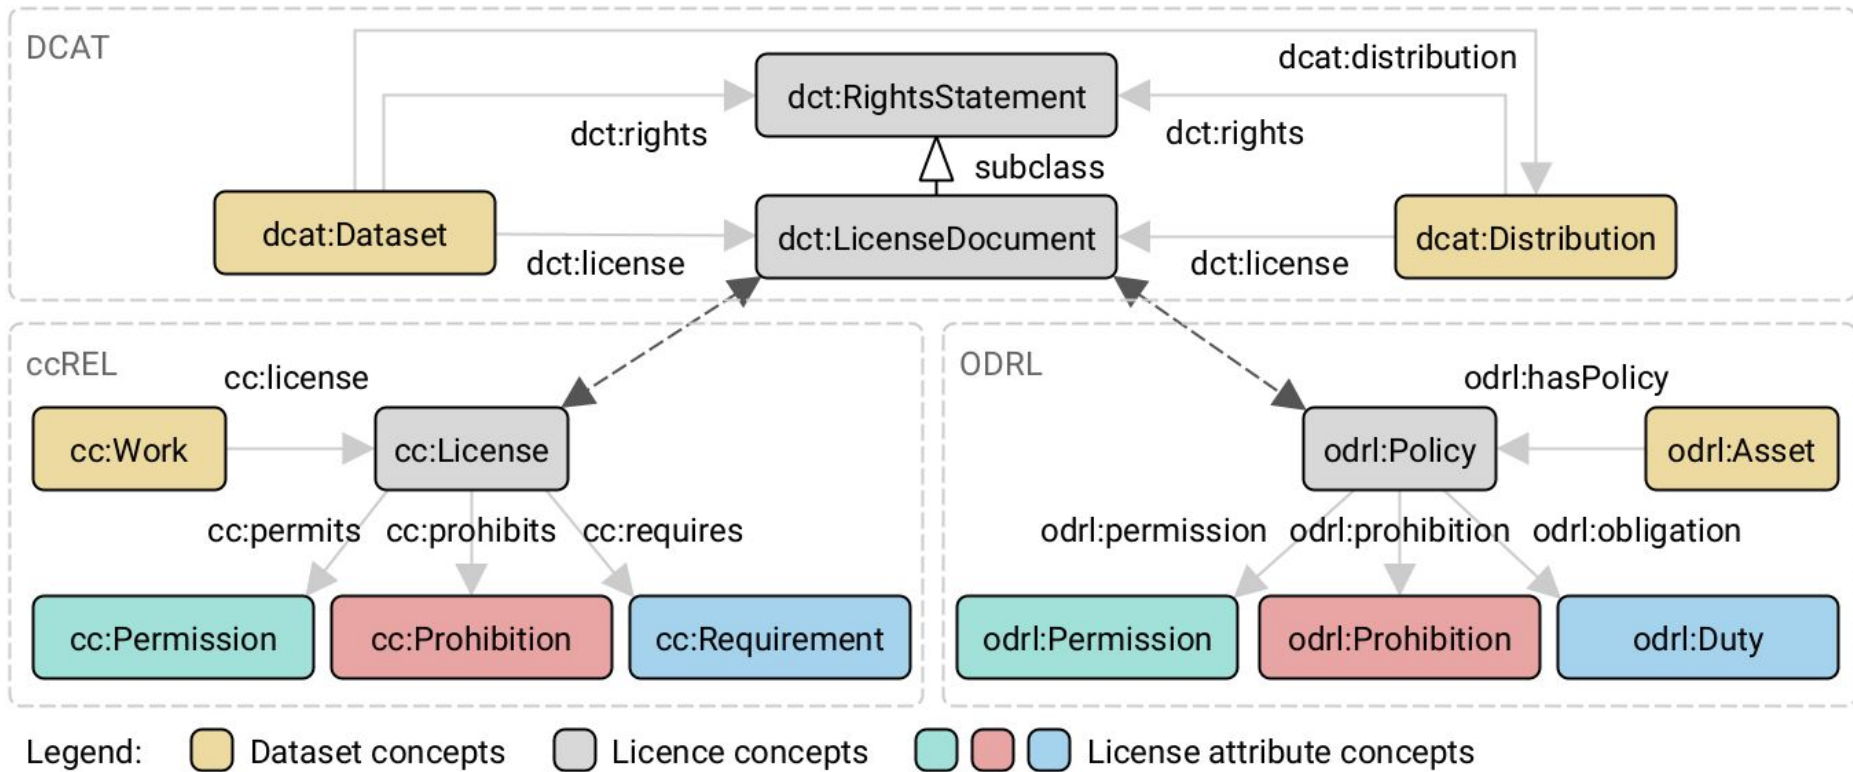 DCAT
dcat:distribution
dct:RightsStatement
dct:rights
dct:rights
subclass
dcat:Dataset
dct:LicenseDocument
dcat:Distribution
dct:license
dct:license
ccREL
cc:license
cc:Work
cc:License
cc:permits
cc:prohibits
cc:requires
cc:Permission
cc:Prohibition
cc:Requirement
ODRL
odrl:hasPolicy
odrl:Policy
odrl:Asset
odrl:permission
odrl:prohibition
odrl:obligation
odrl:Permission
odrl:Prohibition
odrl:Duty
Legend:
Dataset concepts
Licence concepts
License attribute concepts